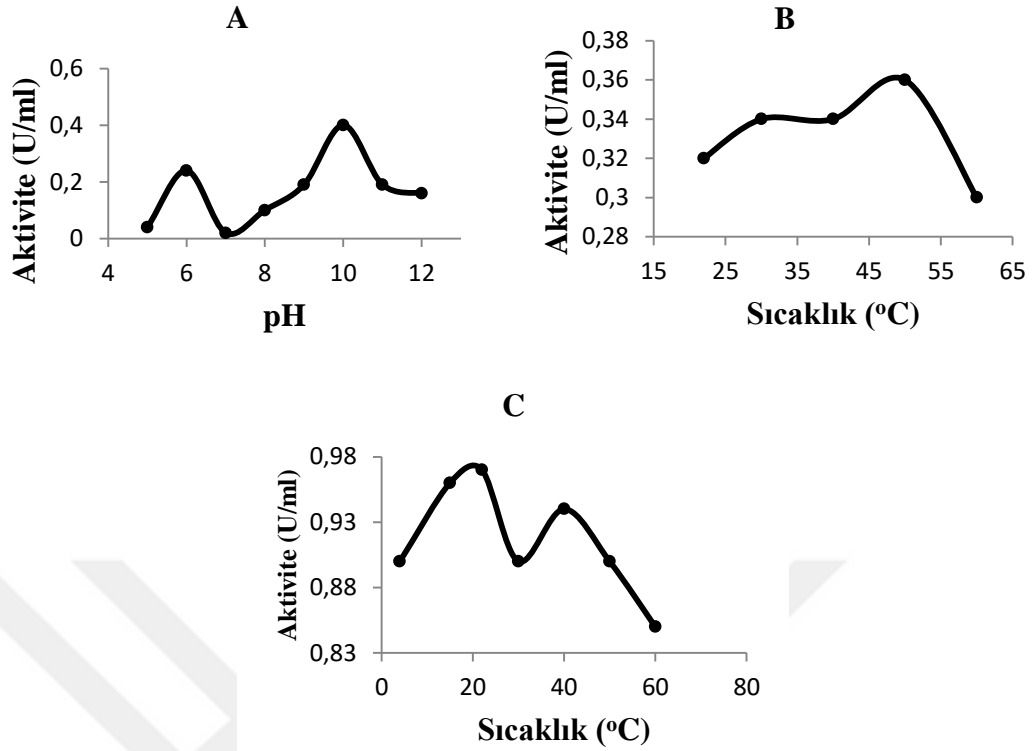 A
Aktivite (U/ml)
0,6
0,4
0,2
0
4 6 8 10 12
pH
B
Aktivite (U/ml)
0,38
0,36
0,34
0,32
0,3
0,28
15 25 35 45 55 65
Sıcaklık (ºC)
C
Aktivite (U/ml)
0,98
0,93
0,88
0,83
0 20 40 60 80
Sıcaklık (ºC)